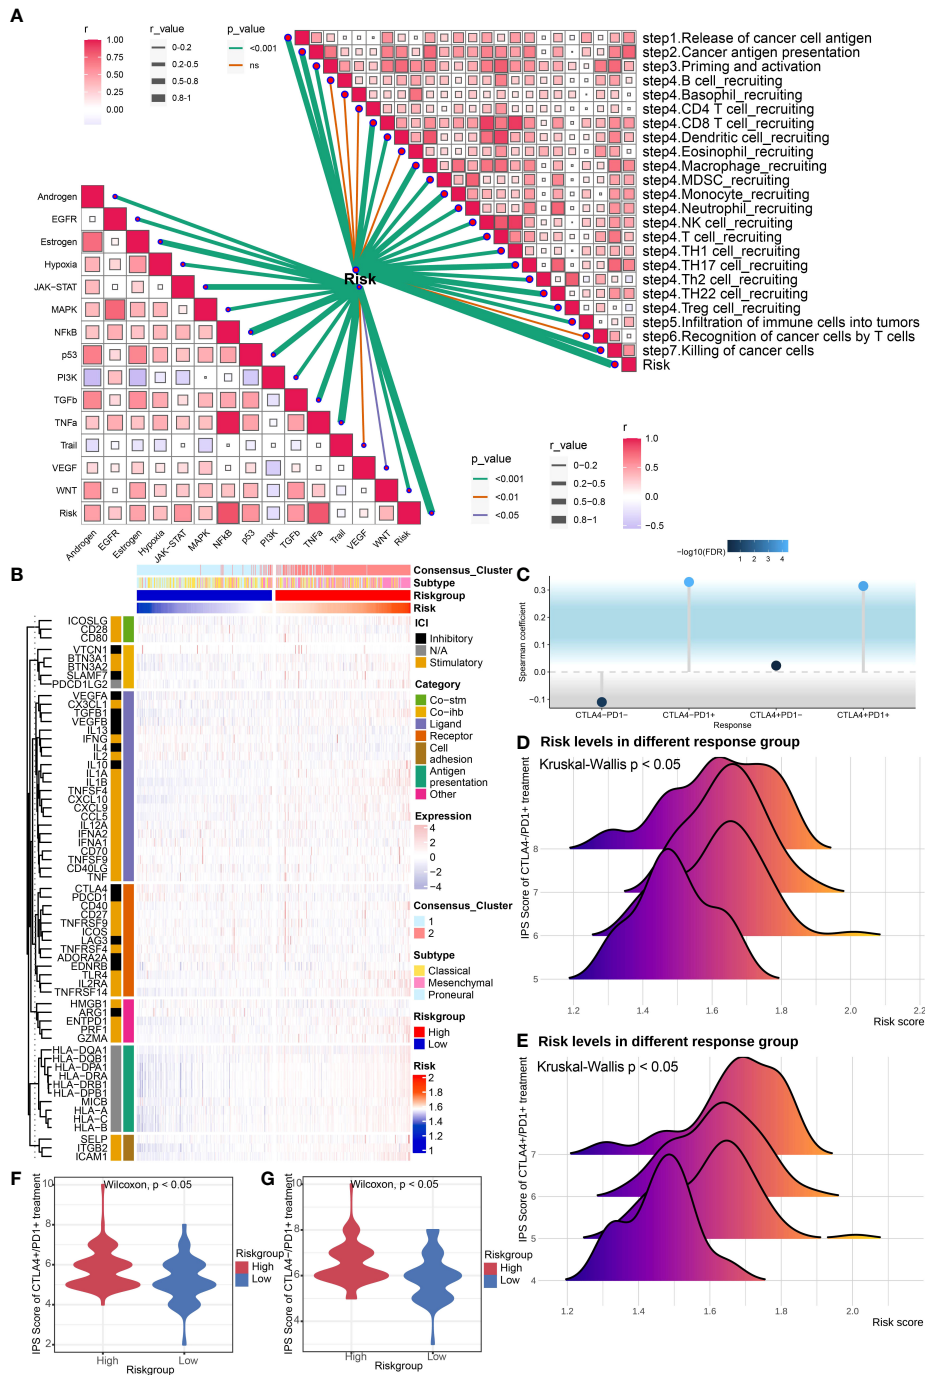 A
r
1.00
0.75
0.50
0.25
0.00
r_value
0-0.2
0.2-0.5
0.5-0.8
0.8-1
p_value
<0.001
ns
step1.Release of cancer cell antigen
step2.Cancer antigen presentation
step3.Priming and activation
step4.B cell_recruiting
step4.Basophil_recruiting
step4.CD4 T cell_recruiting
step4.CD8 T cell_recruiting
step4.Dendritic cell_recruiting
step4.Eosinophil_recruiting
step4.Macrophage_recruiting
step4.MDSC_recruiting
step4.Monocyte_recruiting
step4.Neutrophil_recruiting
step4.NK cell_recruiting
step4.T cell_recruiting
step4.TH1 cell_recruiting
step4.TH17 cell_recruiting
step4.Th2 cell_recruiting
step4.TH22 cell_recruiting
step4.Treg cell_recruiting
step5.Infiltration of immune cells into tumors
step6.Recognition of cancer cells by T cells
step7.Killing of cancer cells
Risk
Risk
Androgen
EGFR
Estrogen
Hypoxia
JAK−STAT
MAPK
NFkB
p53
PI3K
TGFb
TNFa
Trail
VEGF
WNT
Risk
Androgen
EGFR
Estrogen
Hypoxia
JAK−STAT
MAPK
NFkB
p53
PI3K
TGFb
TNFa
Trail
VEGF
WNT
Risk
p_value
<0.001
<0.01
<0.05
r_value
0−0.2
0.2−0.5
0.5−0.8
0.8−1
r
1.0
0.5
0.0
−0.5
B
Consensus_Cluster
Subtype
Riskgroup
Risk
ICOSLG
CD28
CD80
VTCN1
BTN3A1
BTN3A2
SLAMF7
PDCD1LG2
VEGFA
CX3CL1
TGFB1
VEGFB
IL13
IFNG
IL4
IL2
IL10
IL1A
IL1B
TNFSF4
CXCL10
CXCL9
CCL5
IL12A
IFNA2
IFNA1
CD70
TNFSF9
CD40LG
TNF
CTLA4
PDCD1
CD40
CD27
TNFRSF9
ICOS
LAG3
TNFRSF4
ADORA2A
EDNRB
TLR4
IL2RA
TNFRSF14
HMGB1
ARG1
ENTPD1
PRF1
GZMA
HLA−DQA1
HLA−DQB1
HLA−DPA1
HLA−DRA
HLA−DRB1
HLA−DPB1
MICB
HLA−A
HLA−C
HLA−B
SELP
ITGB2
ICAM1
ICI
Inhibitory
N/A
Stimulatory
Category
Co−stm
Co−ihb
Ligand
Receptor
Cell
adhesion
Antigen
presentation
Other
Expression
4
2
0
−2
−4
Consensus_Cluster
1
2
Subtype
Classical
Mesenchymal
Proneural
Riskgroup
High
Low
Risk
2
1.8
1.6
1.4
1.2
1
C
−log10(FDR)
1 2 3 4
Spearman coefficient
0.3
0.2
0.1
0.0
−0.1
CTLA4−PD1−
CTLA4−PD1+
CTLA4+PD1−
CTLA4+PD1+
Response
D
Risk levels in different response group
Kruskal-Wallis p < 0.05
IPS Score of CTLA4−/PD1+ treatment
8
7
6
5
1.2 1.4 1.6 1.8 2.0 2.2
Risk score
E
Risk levels in different response group
Kruskal-Wallis p < 0.05
IPS Score of CTLA4+/PD1+ treatment
7
6
5
4
1.2 1.4 1.6 1.8 2.0
Risk score
F
Wilcoxon, p < 0.05
IPS Score of CTLA4+/PD1+ treatment
10
8
6
4
2
High
Low
Riskgroup
Riskgroup
High
Low
G
Wilcoxon, p < 0.05
IPS Score of CTLA4−/PD1+ treatment
10
8
6
4
High
Low
Riskgroup
Riskgroup
High
Low